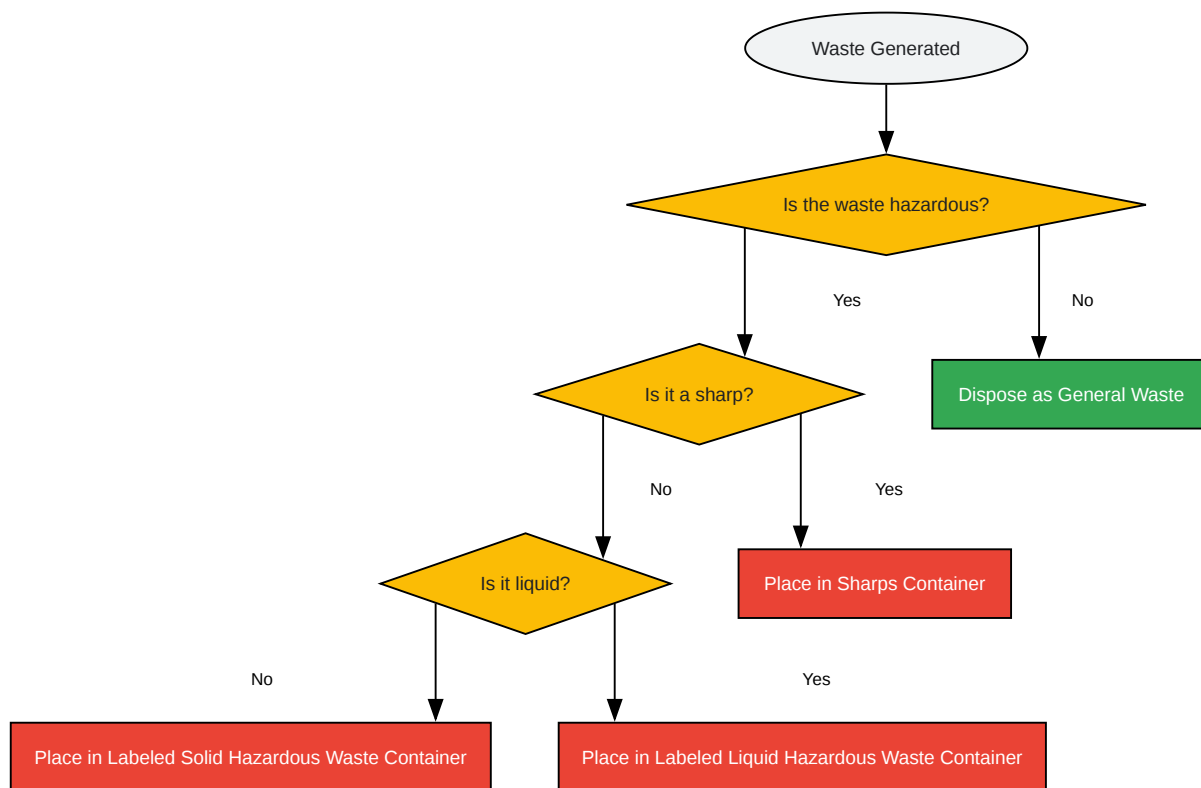 Waste Generated
Is the waste hazardous?
Yes
No
Is it a sharp?
Dispose as General Waste
No
Yes
Is it liquid?
Place in Sharps Container
No
Yes
Place in Labeled Solid Hazardous Waste Container
Place in Labeled Liquid Hazardous Waste Container